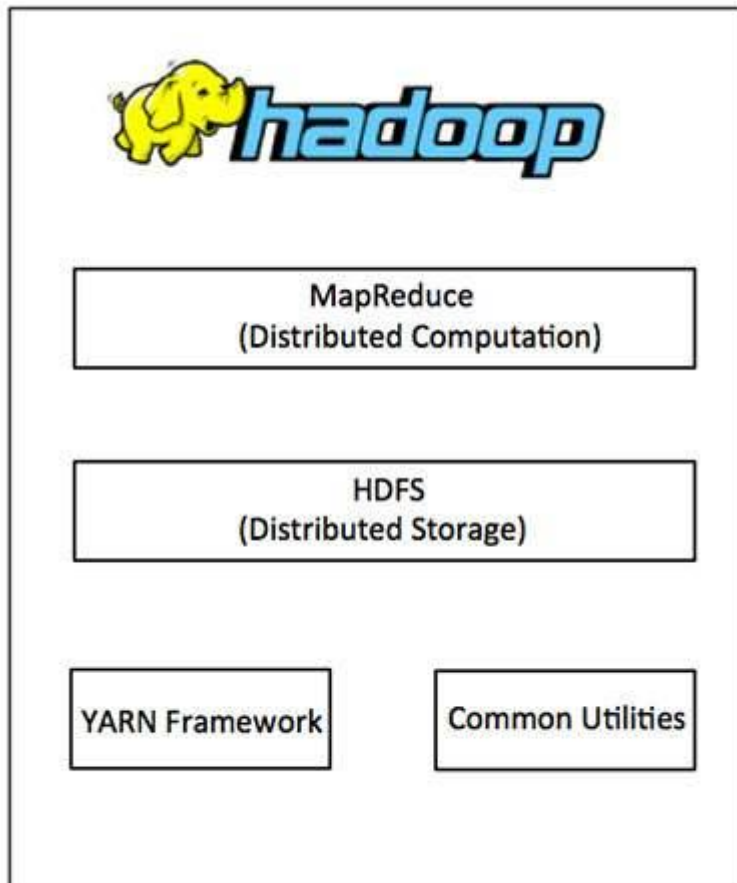 hadoop
MapReduce
(Distributed Computation)
HDFS
(Distributed Storage)
YARN Framework
Common Utilities